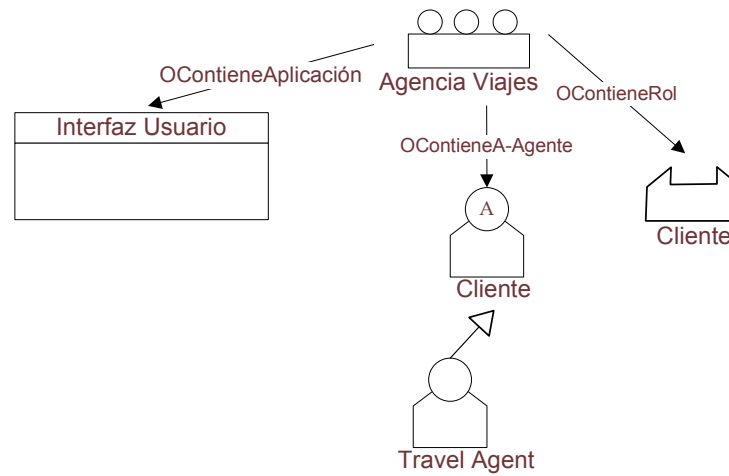 Agencia Viajes
OContieneAplicación
OContieneRol
Interfaz Usuario
OContieneA-Agente
A
Cliente
Cliente
Travel Agent